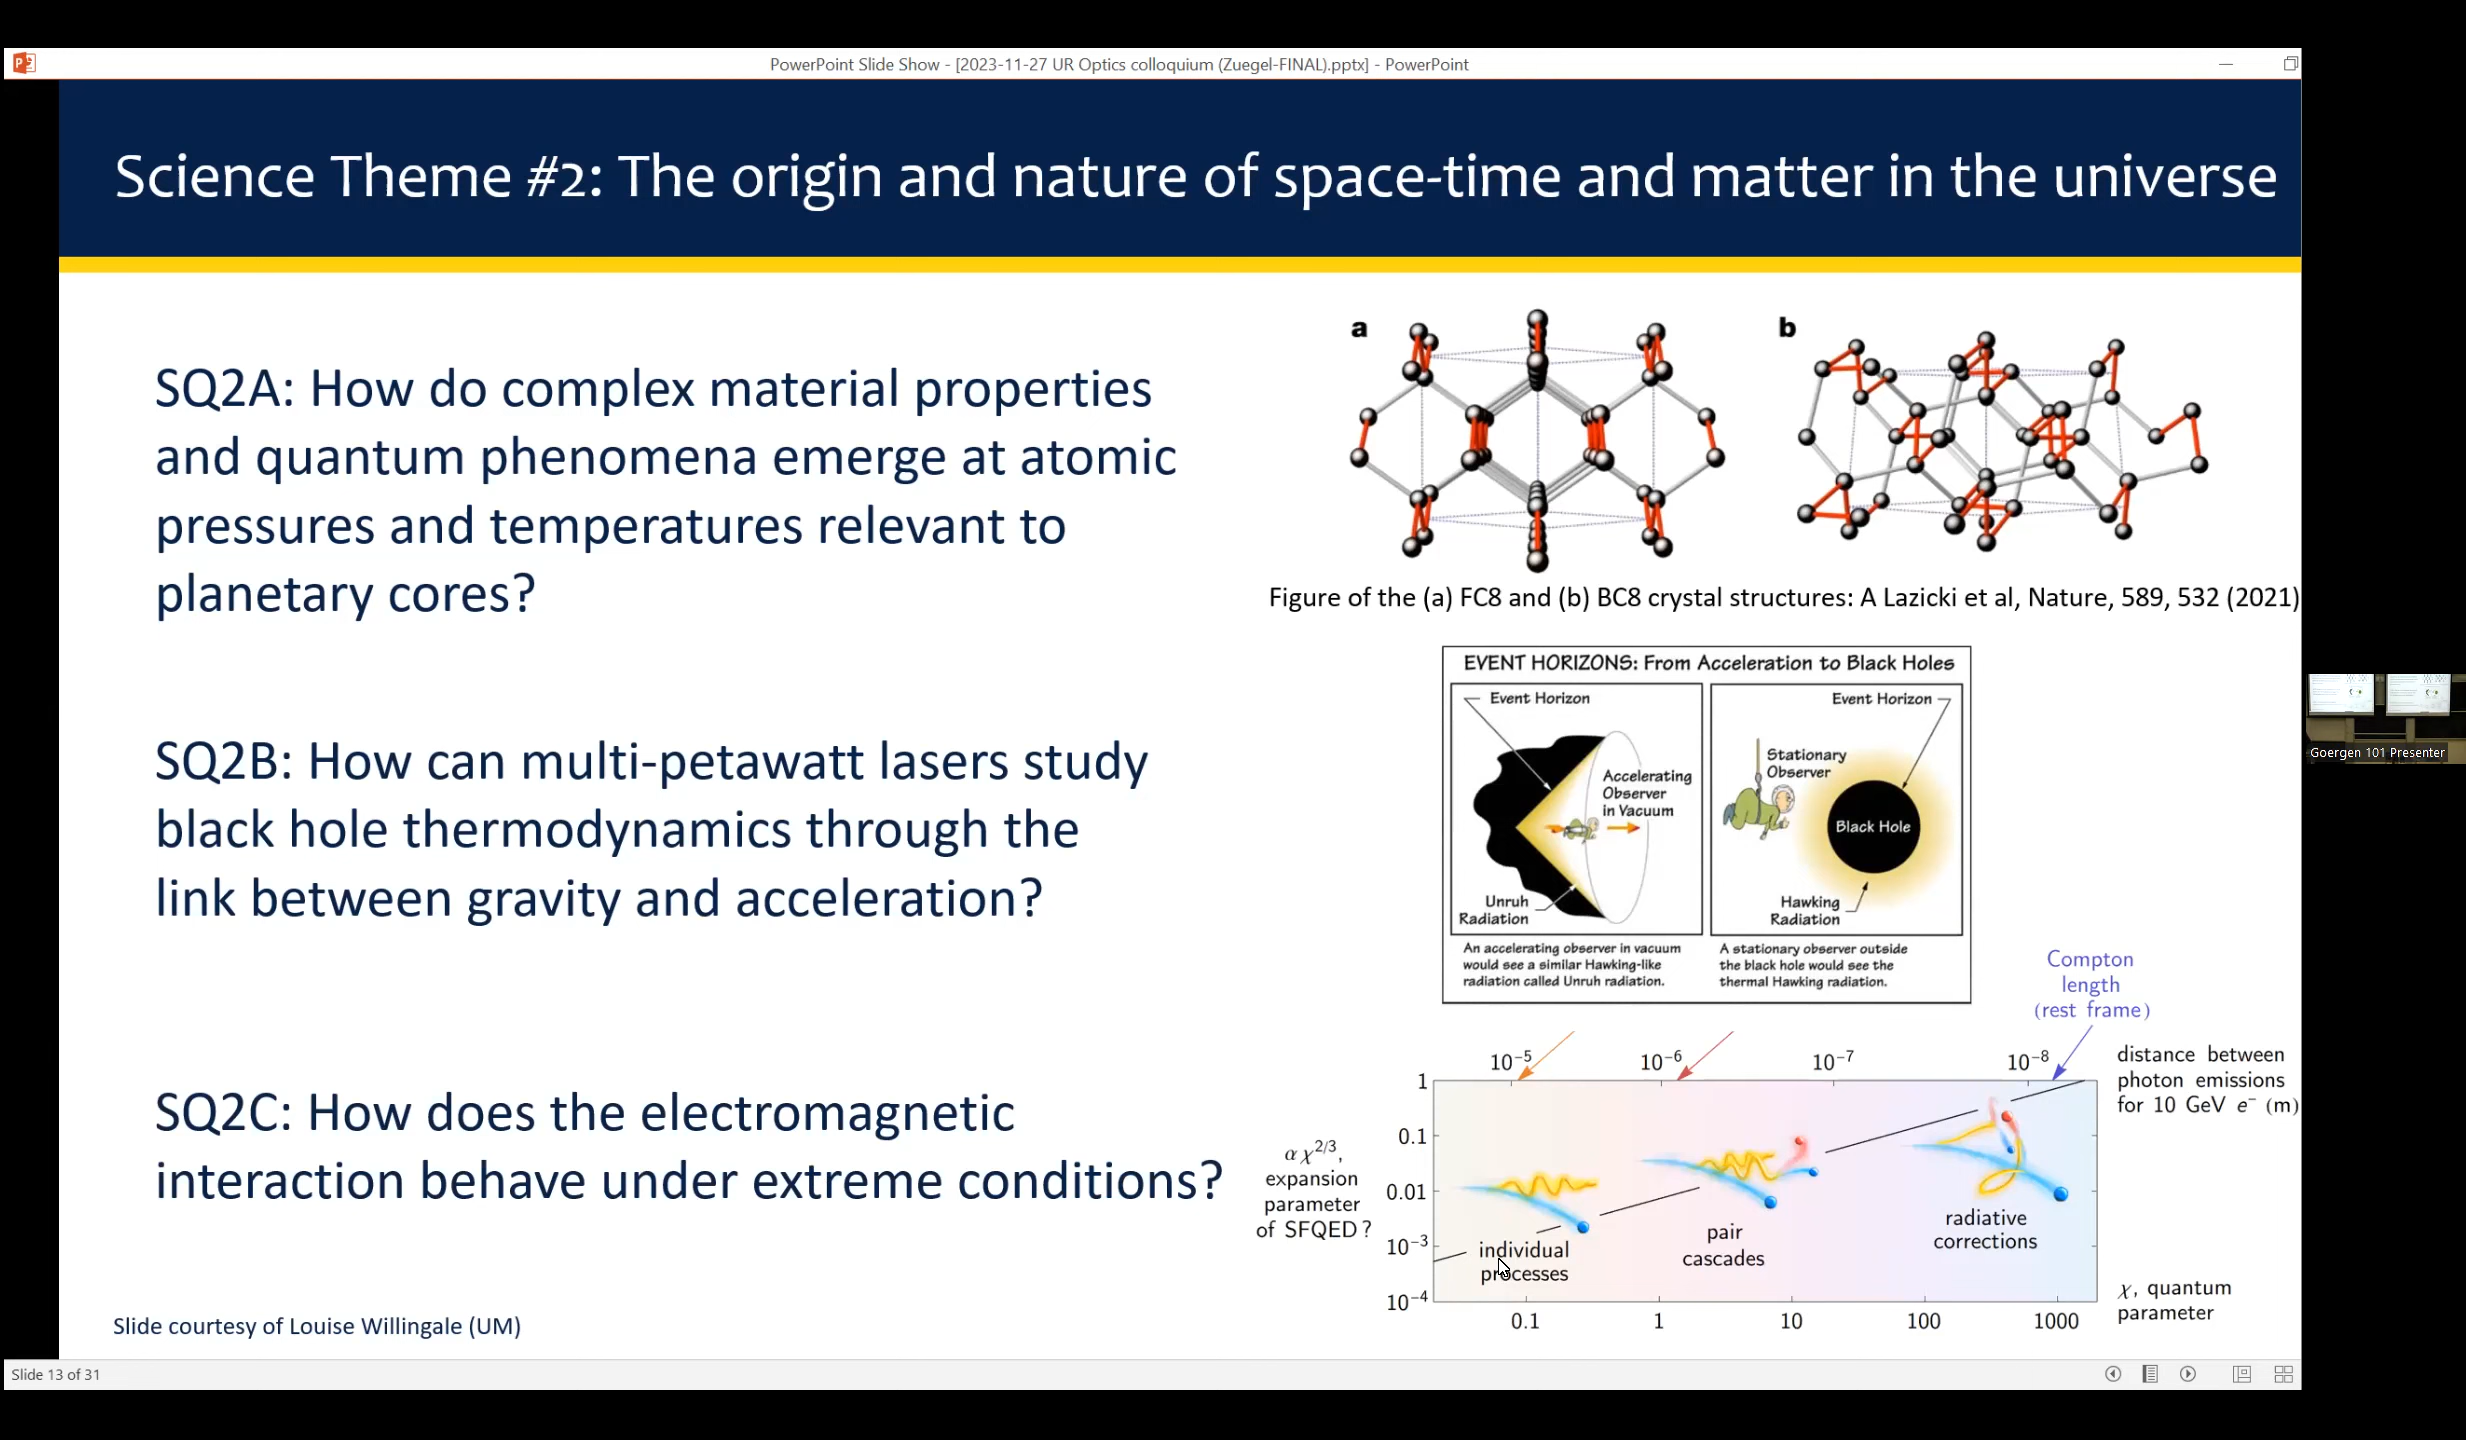 PowerPoint Slide Show - [2023-11-27 UR Optics colloquium (Zuegel-FINAL).pptx] - PowerPoint
Science Theme #2: The origin and nature of space-time and matter in the universe
SQ2A: How do complex material properties
and quantum phenomena emerge at atomic
pressures and temperatures relevant to
planetary cores?
SQ2B: How can multi-petawatt lasers study
black hole thermodynamics through the
link between gravity and acceleration?
SQ2C: How does the electromagnetic
interaction behave under extreme conditions?
Slide courtesy of Louise Willingale (UM)
a
b
Figure of the (a) FC8 and (b) BC8 crystal structures: A Lazicki et al, Nature, 589, 532 (2021)
EVENT HORIZONS: From Acceleration to Black Holes
Event Horizon
Accelerating
Observer
in Vacuum
Unruh
Radiation
An accelerating observer in vacuum
would see a similar Hawking-like
radiation called Unruh radiation.
Event Horizon
Stationary
Observer
Black Hole
Hawking
Radiation
A stationary observer outside
the black hole would see the
thermal Hawking radiation.
Compton
length
(rest frame)
10⁻⁵ 10⁻⁶ 10⁻⁷ 10⁻⁸
distance between
photon emissions
for 10 GeV e⁻ (m)
αχ^2/3,
expansion
parameter
of SFQED?
1
0.1
0.01
10⁻³
10⁻⁴
individual
processes
pair
cascades
radiative
corrections
0.1 1 10 100 1000
χ, quantum
parameter
Goergen 101 Presenter
Slide 13 of 31